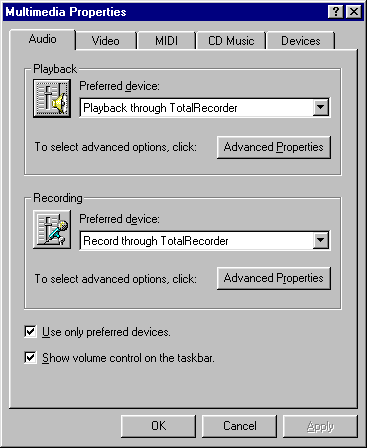 Multimedia Properties
Audio Video MIDI CD Music Devices
Playback
Preferred device:
Playback through TotalRecorder
To select advanced options, click: Advanced Properties
Recording
Preferred device:
Record through TotalRecorder
To select advanced options, click: Advanced Properties
Use only preferred devices.
Show volume control on the taskbar.
OK Cancel Apply